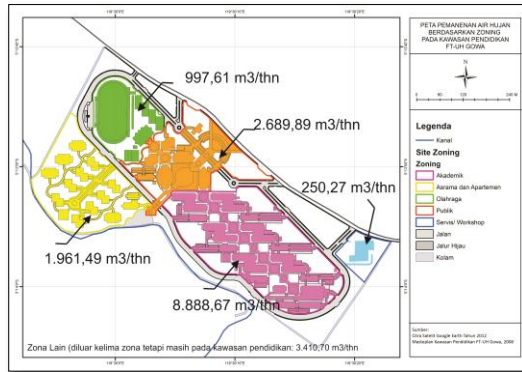 PETA PEMANENAN AIR HUJAN
BERDASARKAN ZONING
PADA KAWASAN PENDIDIKAN
FT-UH GOWA
N
Legenda
Kanal
Site Zoning
Zoning
Akademik
Asrama dan Apartemen
Olahraga
Publik
Servis/ Workshop
Jalan
Jalur Hijau
Kolam
Sumber:
Citra Satelit Google Earth Tahun 2011
Masterplan Kawasan Pendidikan FT-UH Gowa, 2009
997,61 m3/thn
2.689,89 m3/thn
250,27 m3/thn
1.961,49 m3/thn
8.888,67 m3/thn
Zona Lain (diluar kelima zona tetapi masih pada kawasan pendidikan: 3.410,70 m3/thn)